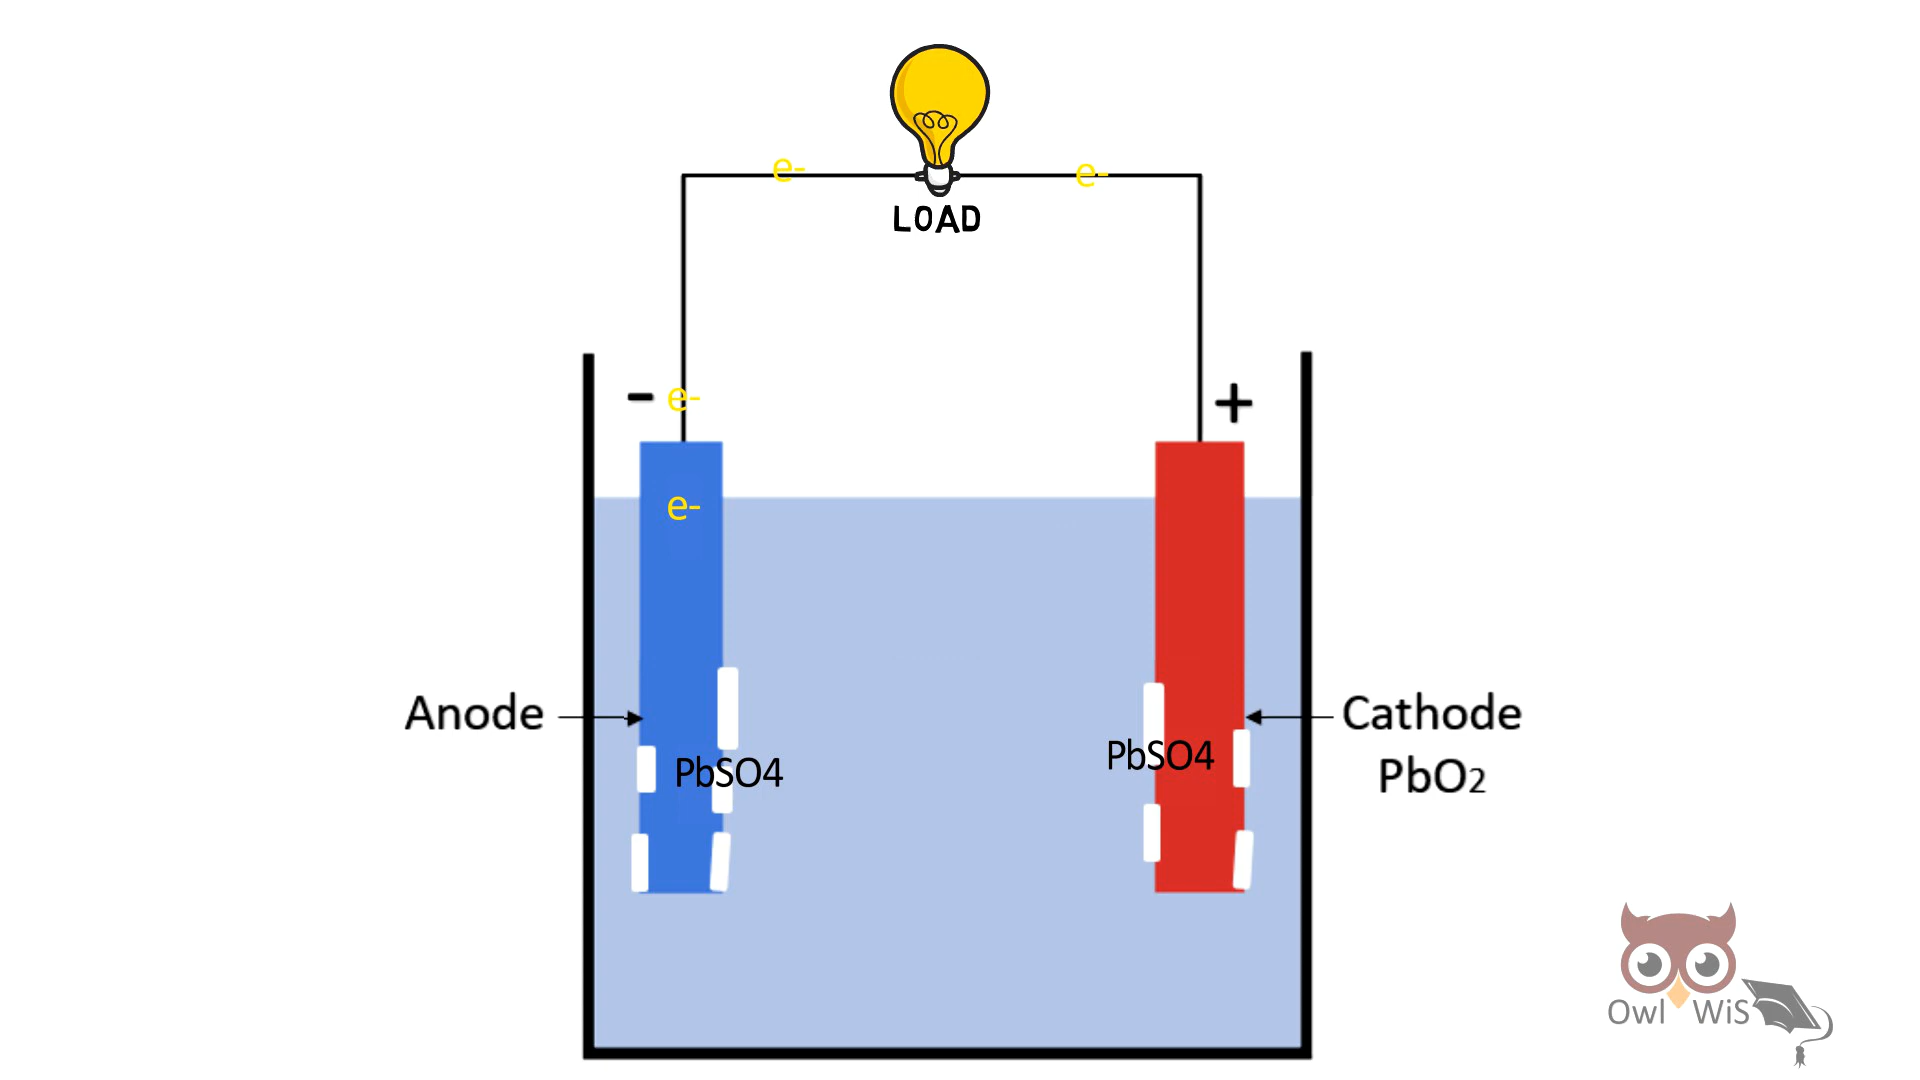 e- e-
LOAD
- e- +
e-
Anode
Cathode
PbSO4
PbSO4
PbO2
Owl WiS